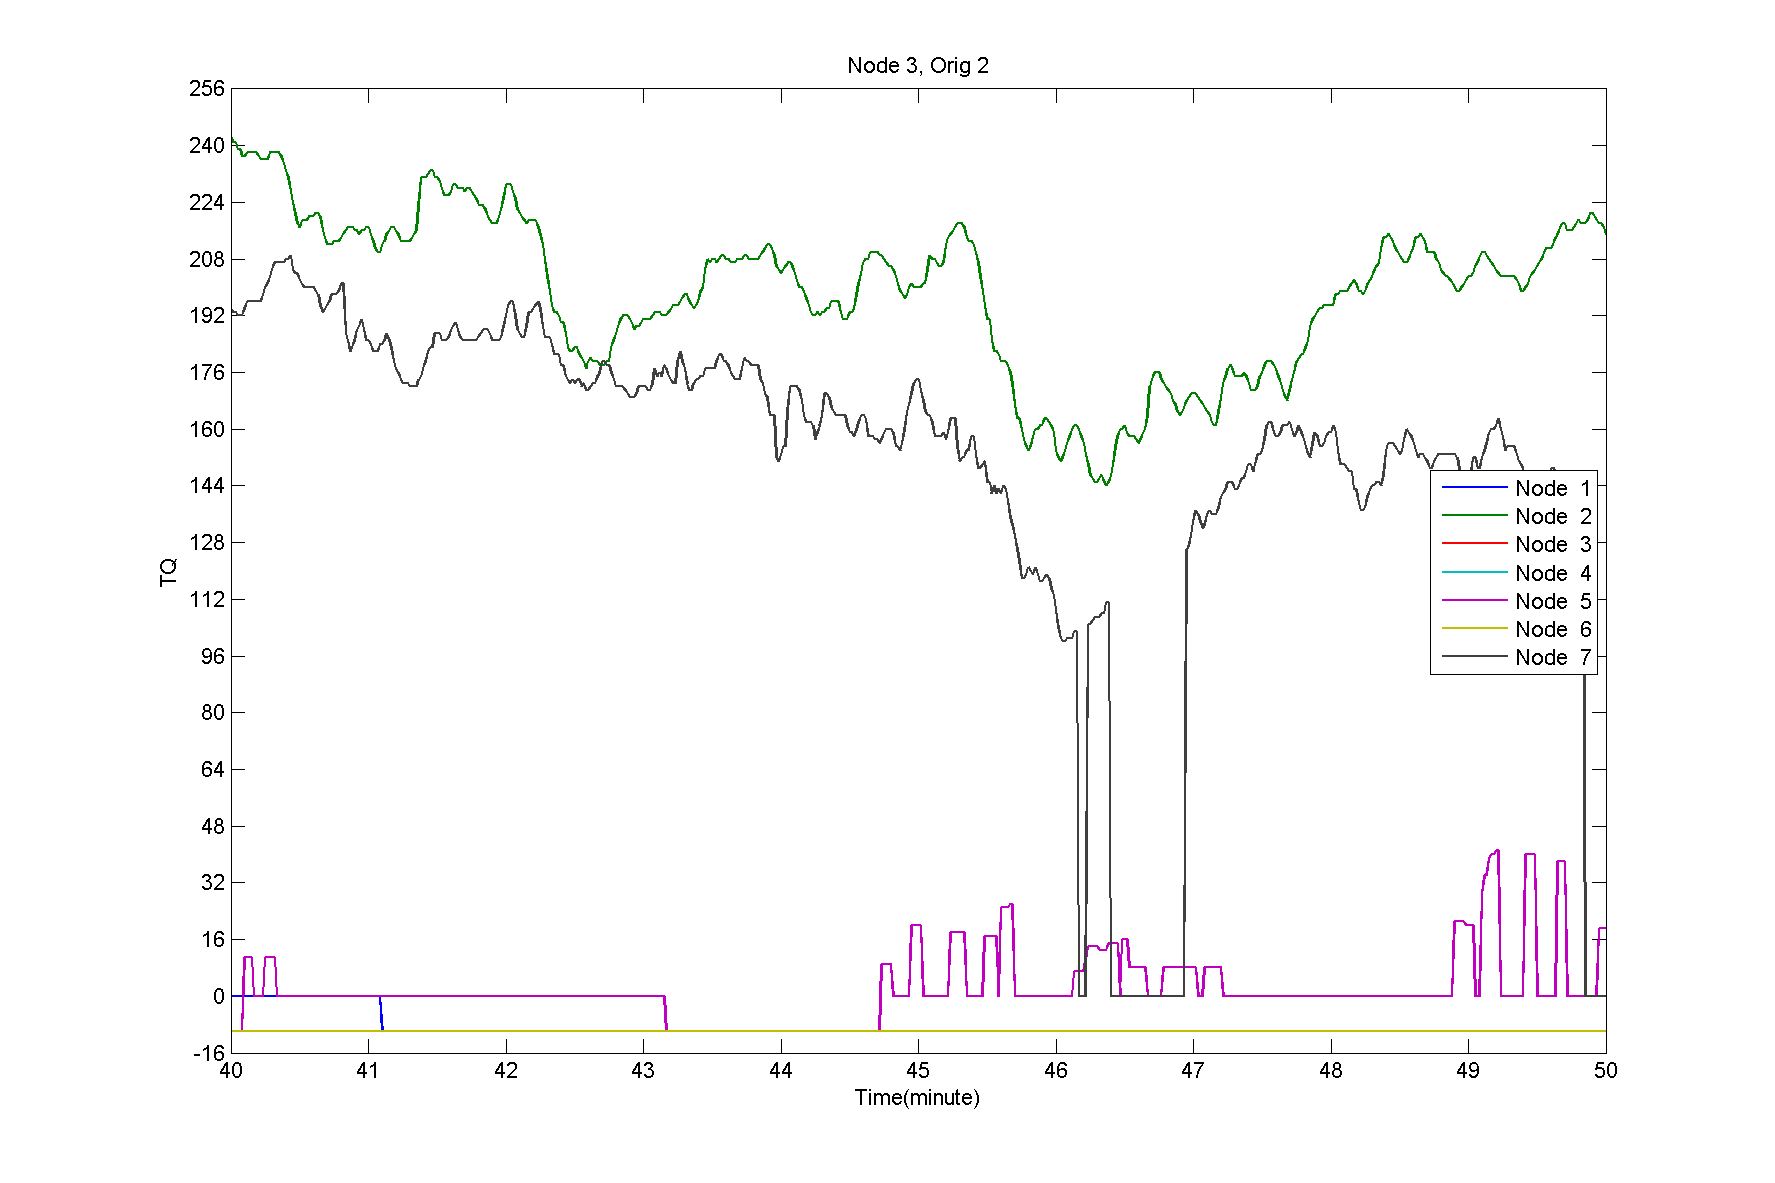 Node 3, Orig 2
256
240
224
208
192
176
160
144
128
112
96
80
64
48
32
16
0
-16
TQ
Node 1
Node 2
Node 3
Node 4
Node 5
Node 6
Node 7
40 41 42 43 44 45 46 47 48 49 50
Time(minute)